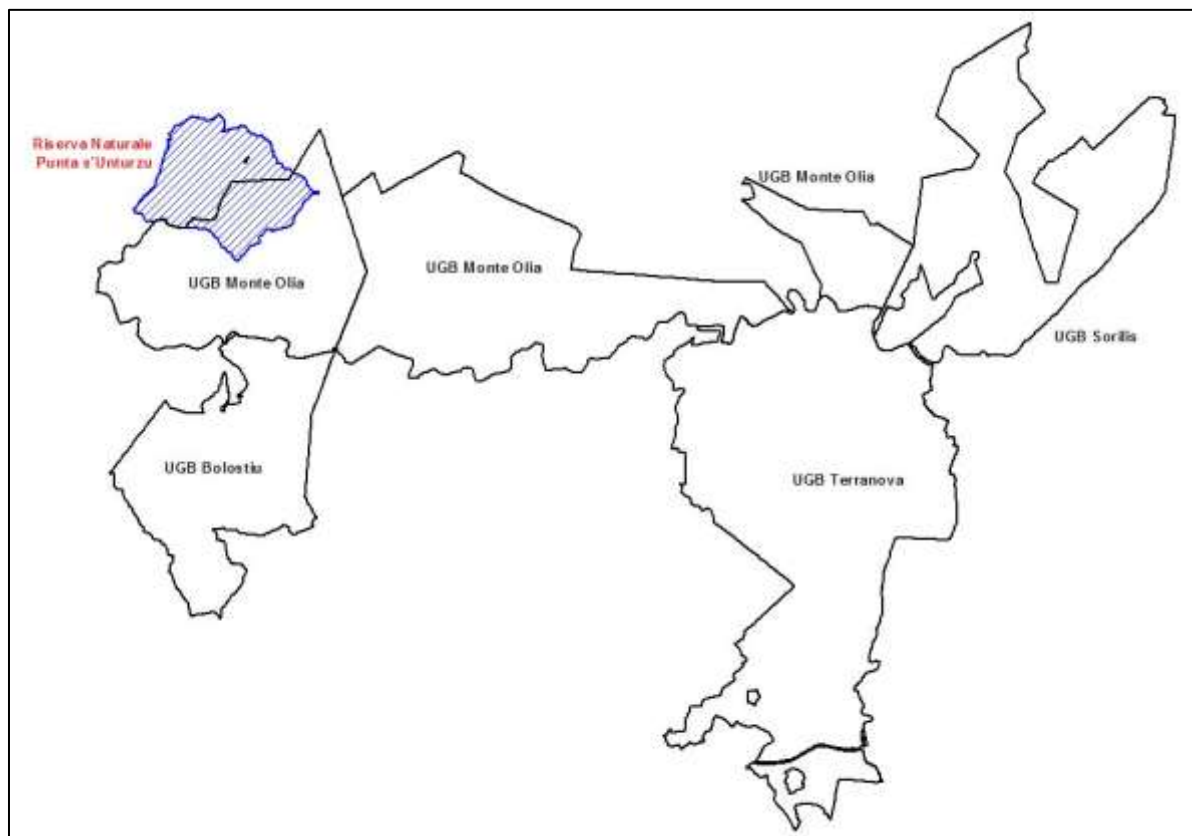 Riserva Naturale
Punta s'Unturzu
UGB Monte Olia
UGB Monte Olia
UGB Monte Olia
UGB Sorilis
UGB Bolostiu
UGB Terranova